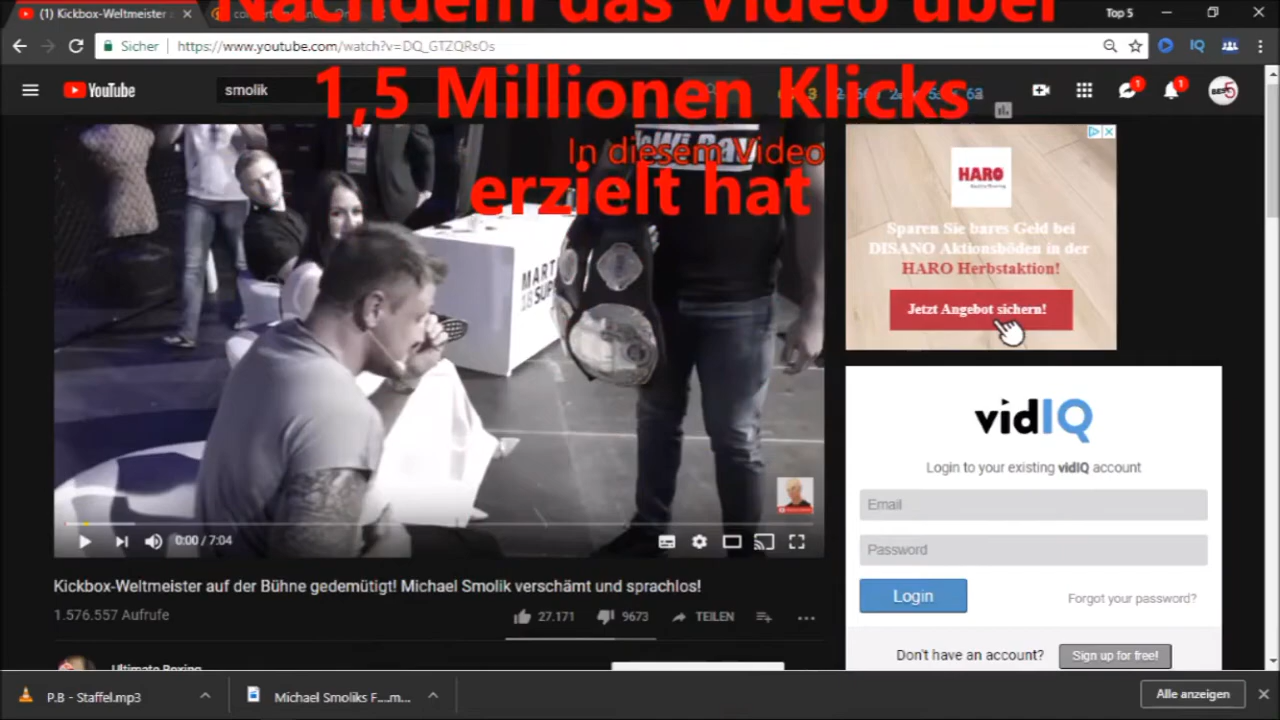 (1) Kickbox-Weltmeister
Top 5
Nachdem das Video über
Sicher
https://www.youtube.com/watch?v=DQ_GTZQRsOs
YouTube
smolik
1,5 Millionen Klicks
In diesem Video
erzielt hat
HARO
Sparen Sie bares Geld bei
DISANO Aktionsböden in der
HARO Herbstaktion!
Jetzt Angebot sichern!
MART
18 SUP
0:00 / 7:04
Kickbox-Weltmeister auf der Bühne gedemütigt! Michael Smolik verschämt und sprachlos!
1.576.557 Aufrufe
27.171
9673
TEILEN
Ultimate Boxing
vidIQ
Login to your existing vidIQ account
Email
Password
Login
Forgot your password?
Don't have an account?
Sign up for free!
P.B - Staffel.mp3
Michael Smoliks F....m...
Alle anzeigen